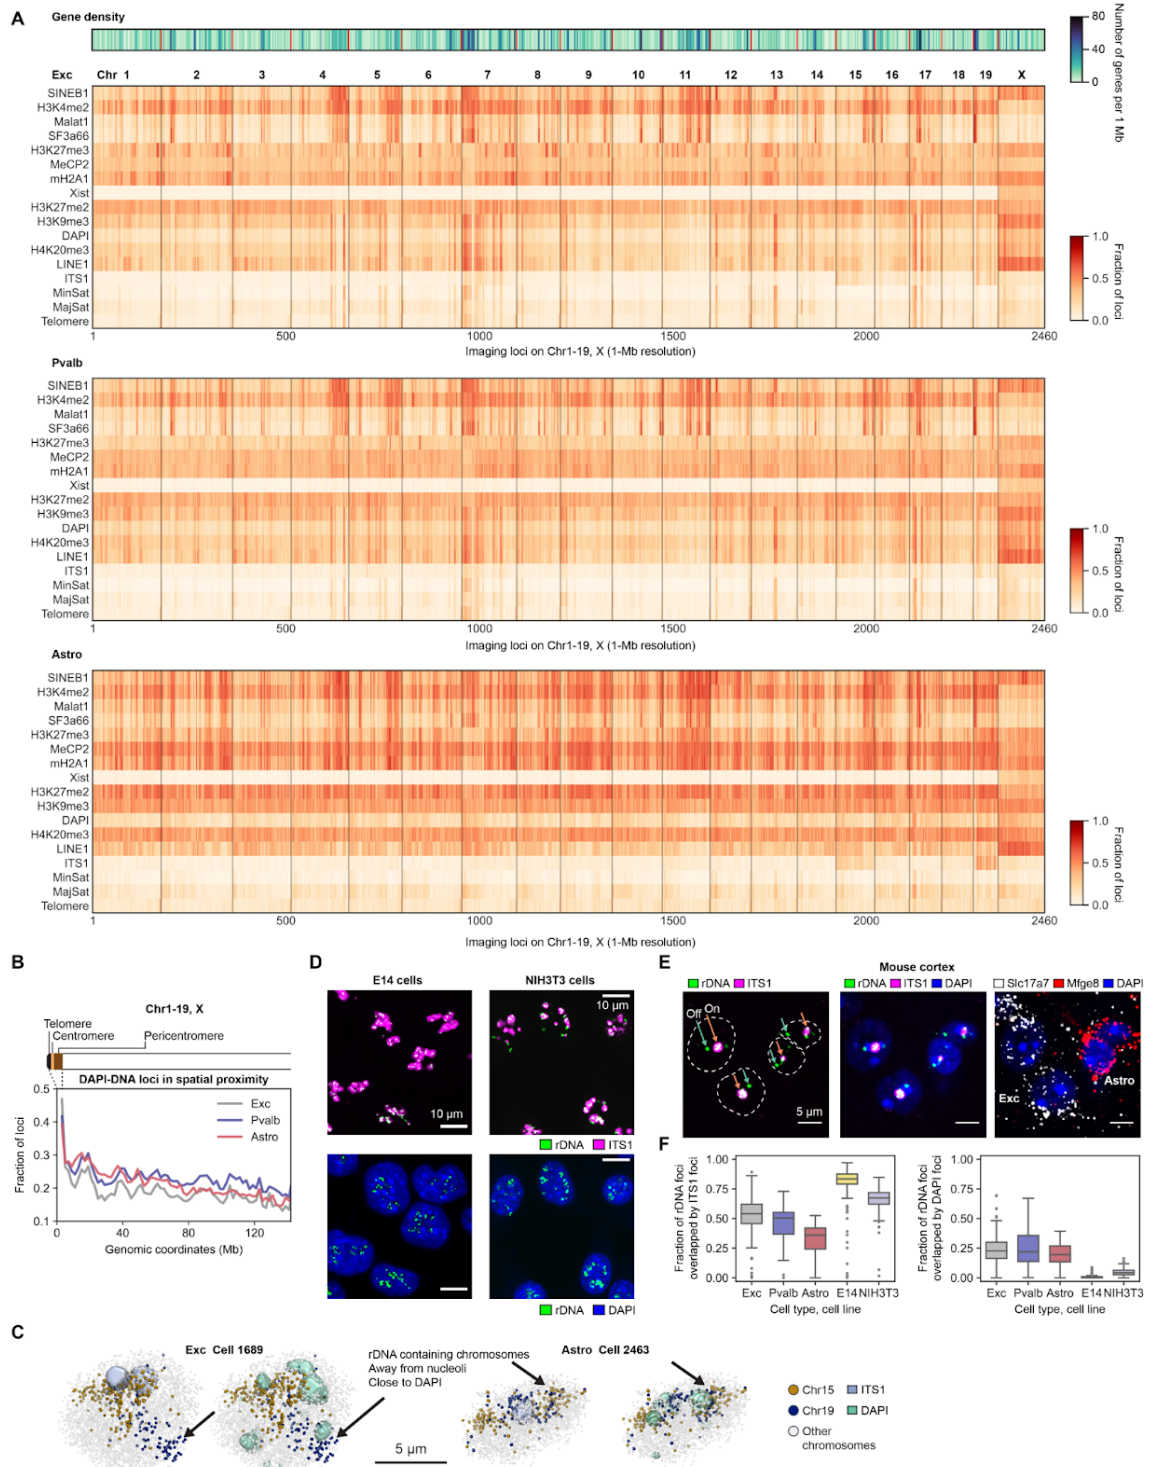 A
Gene density
Number of genes per 1 Mb
80
40
0
Exc Chr 1 2 3 4 5 6 7 8 9 10 11 12 13 14 15 16 17 18 19 X
SINEB1
H3K4me2
Malat1
SF3a66
H3K27me3
MeCP2
mH2A1
Xist
H3K27me2
H3K9me3
DAPI
H4K20me3
LINE1
ITS1
MinSat
MajSat
Telomere
1.0
0.5
0.0
Fraction of loci
1 500 1000 1500 2000 2460
Imaging loci on Chr1-19, X (1-Mb resolution)
Pvalb
SINEB1
H3K4me2
Malat1
SF3a66
H3K27me3
MeCP2
mH2A1
Xist
H3K27me2
H3K9me3
DAPI
H4K20me3
LINE1
ITS1
MinSat
MajSat
Telomere
1.0
0.5
0.0
Fraction of loci
1 500 1000 1500 2000 2460
Imaging loci on Chr1-19, X (1-Mb resolution)
Astro
SINEB1
H3K4me2
Malat1
SF3a66
H3K27me3
MeCP2
mH2A1
Xist
H3K27me2
H3K9me3
DAPI
H4K20me3
LINE1
ITS1
MinSat
MajSat
Telomere
1.0
0.5
0.0
Fraction of loci
1 500 1000 1500 2000 2460
Imaging loci on Chr1-19, X (1-Mb resolution)
B
Chr1-19, X
Telomere
Centromere
Pericentromere
DAPI-DNA loci in spatial proximity
Fraction of loci
0.5
0.4
0.3
0.2
0.1
Exc
Pvalb
Astro
0 40 80 120
Genomic coordinates (Mb)
D
E14 cells
NIH3T3 cells
10 µm
10 µm
rDNA ITS1
rDNA DAPI
E
Mouse cortex
rDNA ITS1
rDNA ITS1 DAPI
Slc17a7 Mfge8 DAPI
Off On
5 µm
Exc
Astro
F
Fraction of rDNA foci
overlapped by ITS1 foci
1.00
0.75
0.50
0.25
0.00
Exc Pvalb Astro E14 NIH3T3
Cell type, cell line
Fraction of rDNA foci
overlapped by DAPI foci
1.00
0.75
0.50
0.25
0.00
Exc Pvalb Astro E14 NIH3T3
Cell type, cell line
C
Exc Cell 1689
rDNA containing chromosomes
Away from nucleoli
Close to DAPI
Astro Cell 2463
5 µm
Chr15 ITS1
Chr19 DAPI
Other
chromosomes